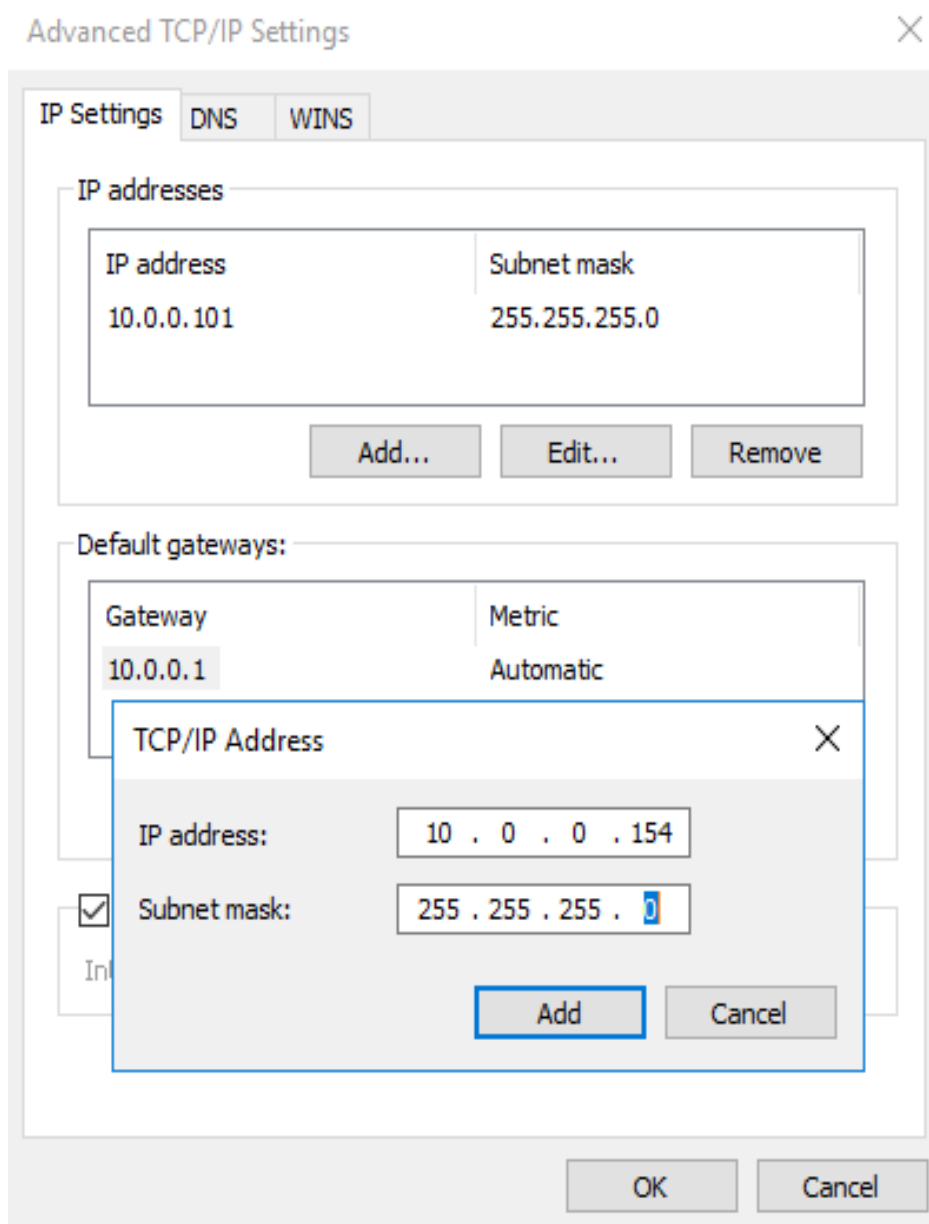 Advanced TCP/IP Settings
IP Settings DNS WINS
IP addresses
IP address Subnet mask
10.0.0.101 255.255.255.0
Add... Edit... Remove
Default gateways:
Gateway Metric
10.0.0.1 Automatic
TCP/IP Address
IP address: 10 . 0 . 0 . 154
Subnet mask: 255 . 255 . 255 . 0
Add Cancel
OK Cancel